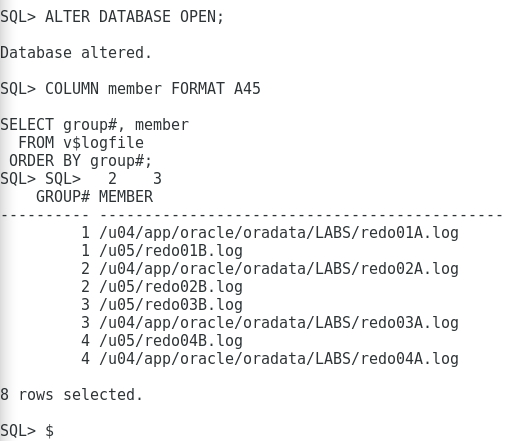 SQL> ALTER DATABASE OPEN;
Database altered.
SQL> COLUMN member FORMAT A45
SELECT group#, member
  FROM v$logfile
 ORDER BY group#;
SQL> SQL>   2    3
    GROUP# MEMBER
---------- ---------------------------------------------
         1 /u04/app/oracle/oradata/LABS/redo01A.log
         1 /u05/redo01B.log
         2 /u04/app/oracle/oradata/LABS/redo02A.log
         2 /u05/redo02B.log
         3 /u05/redo03B.log
         3 /u04/app/oracle/oradata/LABS/redo03A.log
         4 /u05/redo04B.log
         4 /u04/app/oracle/oradata/LABS/redo04A.log
8 rows selected.
SQL> $